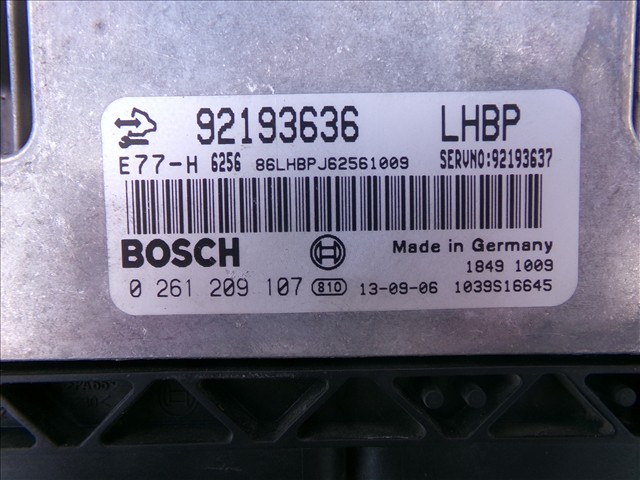 92193636 LHBP
E77-H 6256 86LHBPJ62561009 SERVNO:92193637
BOSCH Made in Germany
1849 1009
0 261 209 107 810 13-09-06 1039S16645